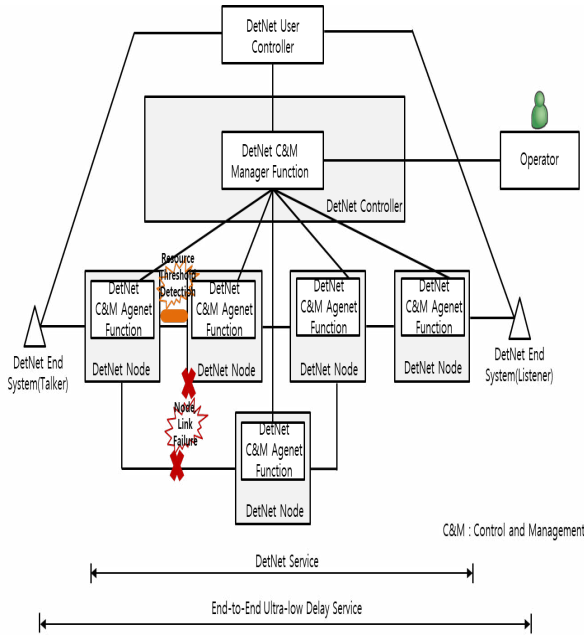 DetNet User
Controller
DetNet C&M
Manager Function
Operator
DetNet Controller
Resource
Threshold
Detection
DetNet
C&M Agenet
Function
DetNet
C&M Agenet
Function
DetNet
C&M Agenet
Function
DetNet
C&M Agenet
Function
DetNet Node
DetNet Node
DetNet Node
DetNet Node
DetNet End
System(Talker)
DetNet End
System(Listener)
Node
Link
Failure
DetNet
C&M Agenet
Function
DetNet Node
C&M : Control and Management
DetNet Service
End-to-End Ultra-low Delay Service